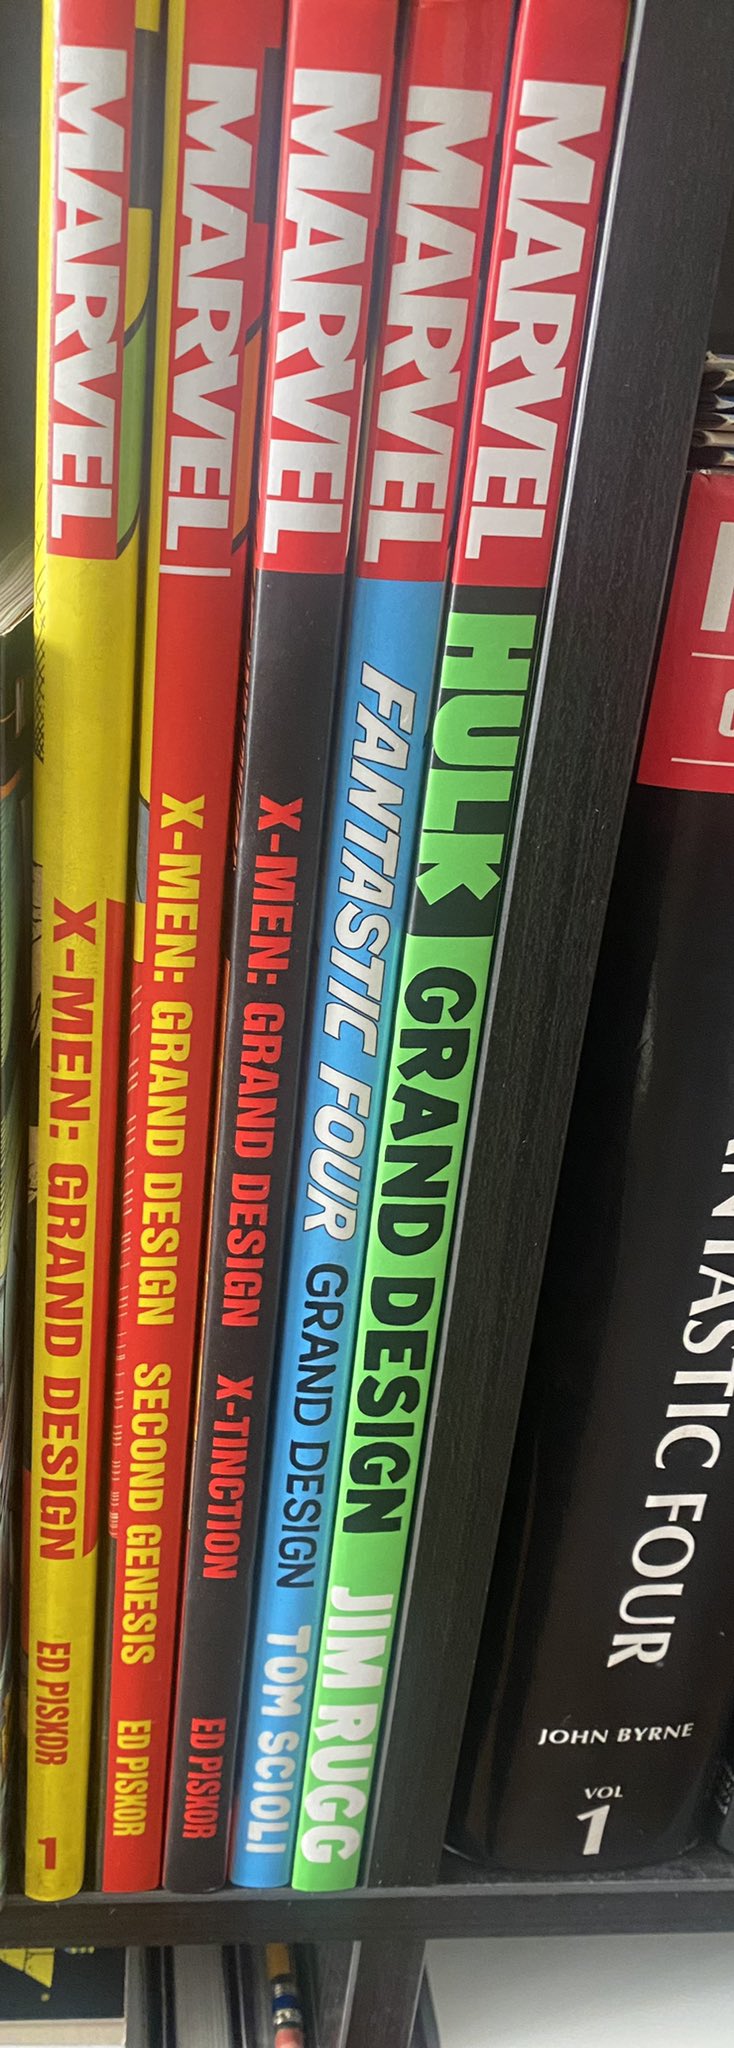 MARVEL
X-MEN: GRAND DESIGN
ED PISKOR
1
MARVEL
X-MEN: GRAND DESIGN SECOND GENESIS
ED PISKOR
MARVEL
X-MEN: GRAND DESIGN X-TINCTION
ED PISKOR
MARVEL
FANTASTIC FOUR GRAND DESIGN
TOM SCIOLI
MARVEL
HULK GRAND DESIGN
JIM RUGG
NTASTIC FOUR
JOHN BYRNE
VOL
1